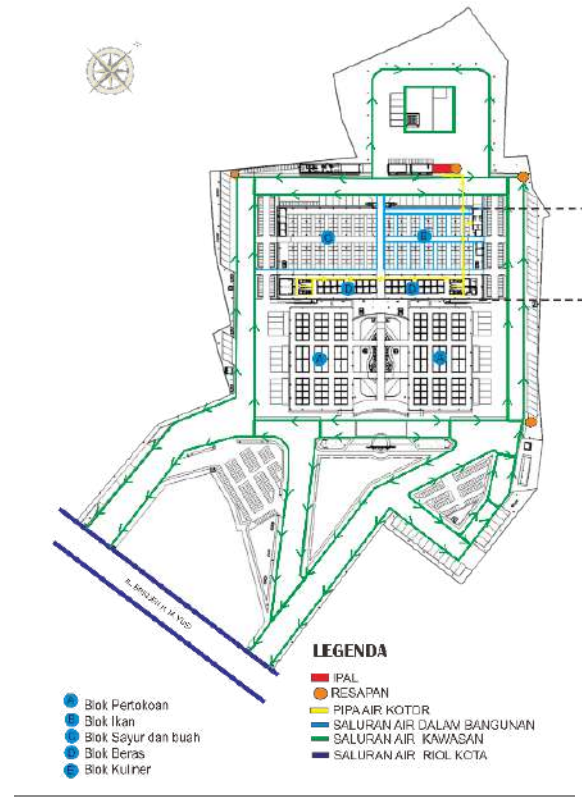 C
B
D
D
A
A
LEGENDA
IPAL
RESAPAN
PIPA AIR KOTOR
SALURAN AIR DALAM BANGUNAN
SALURAN AIR KAWASAN
SALURAN AIR RIOL KOTA
A Blok Pertokoan
B Blok Ikan
C Blok Sayur dan buah
D Blok Beras
E Blok Kuliner